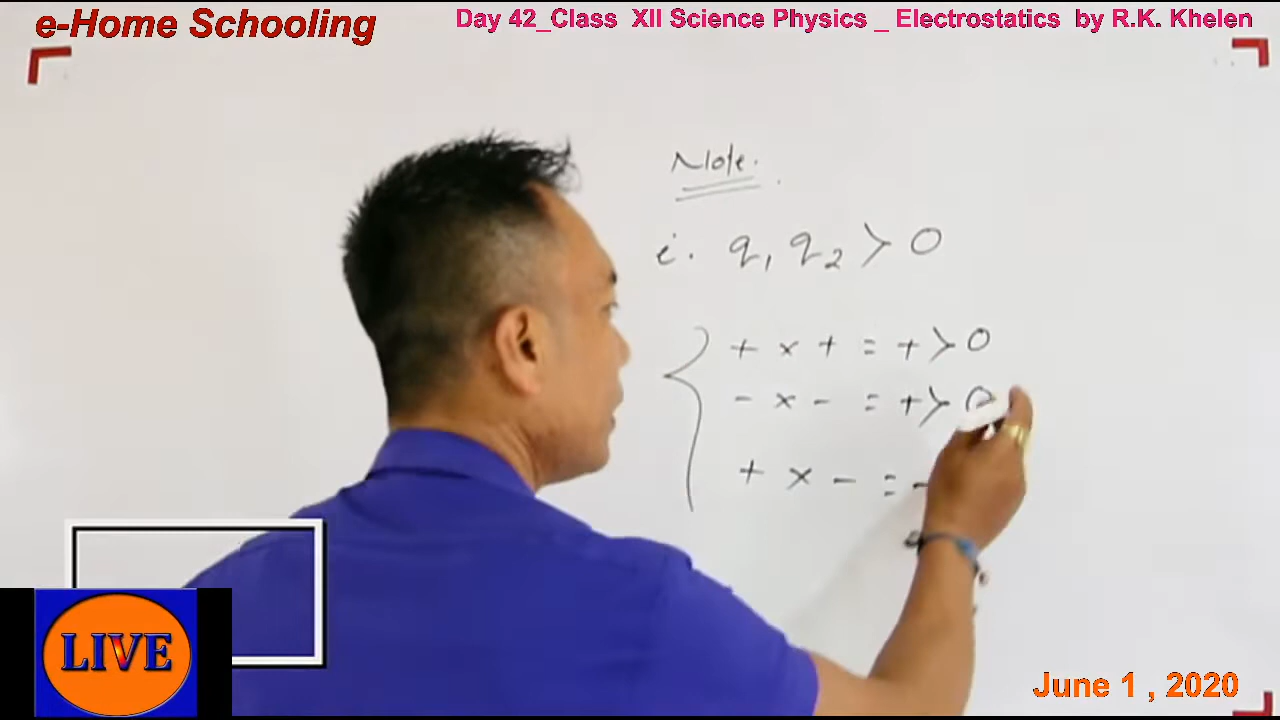 e-Home Schooling
Day 42_Class XII Science Physics _ Electrostatics by R.K. Khelen
Note.
i. q₁ q₂ > 0
+ × + = + > 0
- × - = + > 0
+ × - = -
LIVE
June 1 , 2020